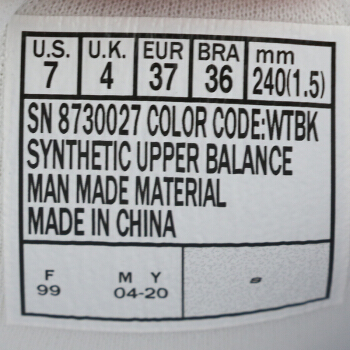 U.S. U.K. EUR BRA mm
7 4 37 36 240(1.5)
SN 8730027 COLOR CODE:WTBK
SYNTHETIC UPPER BALANCE
MAN MADE MATERIAL
MADE IN CHINA
F M Y
99 04-20